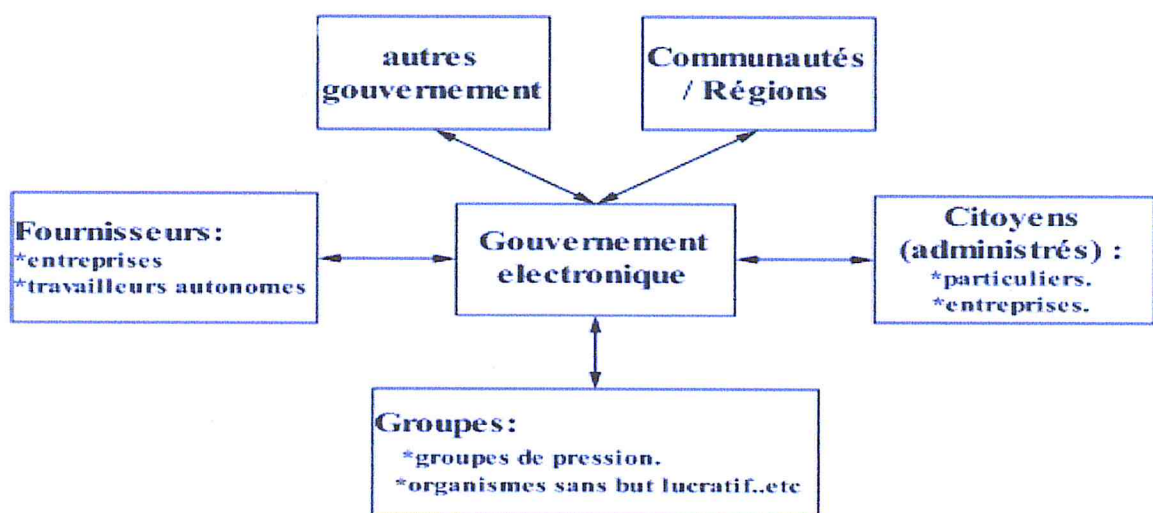 autres
gouvernement
Communautés
/ Régions
Fournisseurs:
*entreprises
*travailleurs autonomes
Gouvernement
electronique
Citoyens
(administrés) :
*particuliers.
*entreprises.
Groupes:
*groupes de pression.
*organismes sans but lucratif..etc